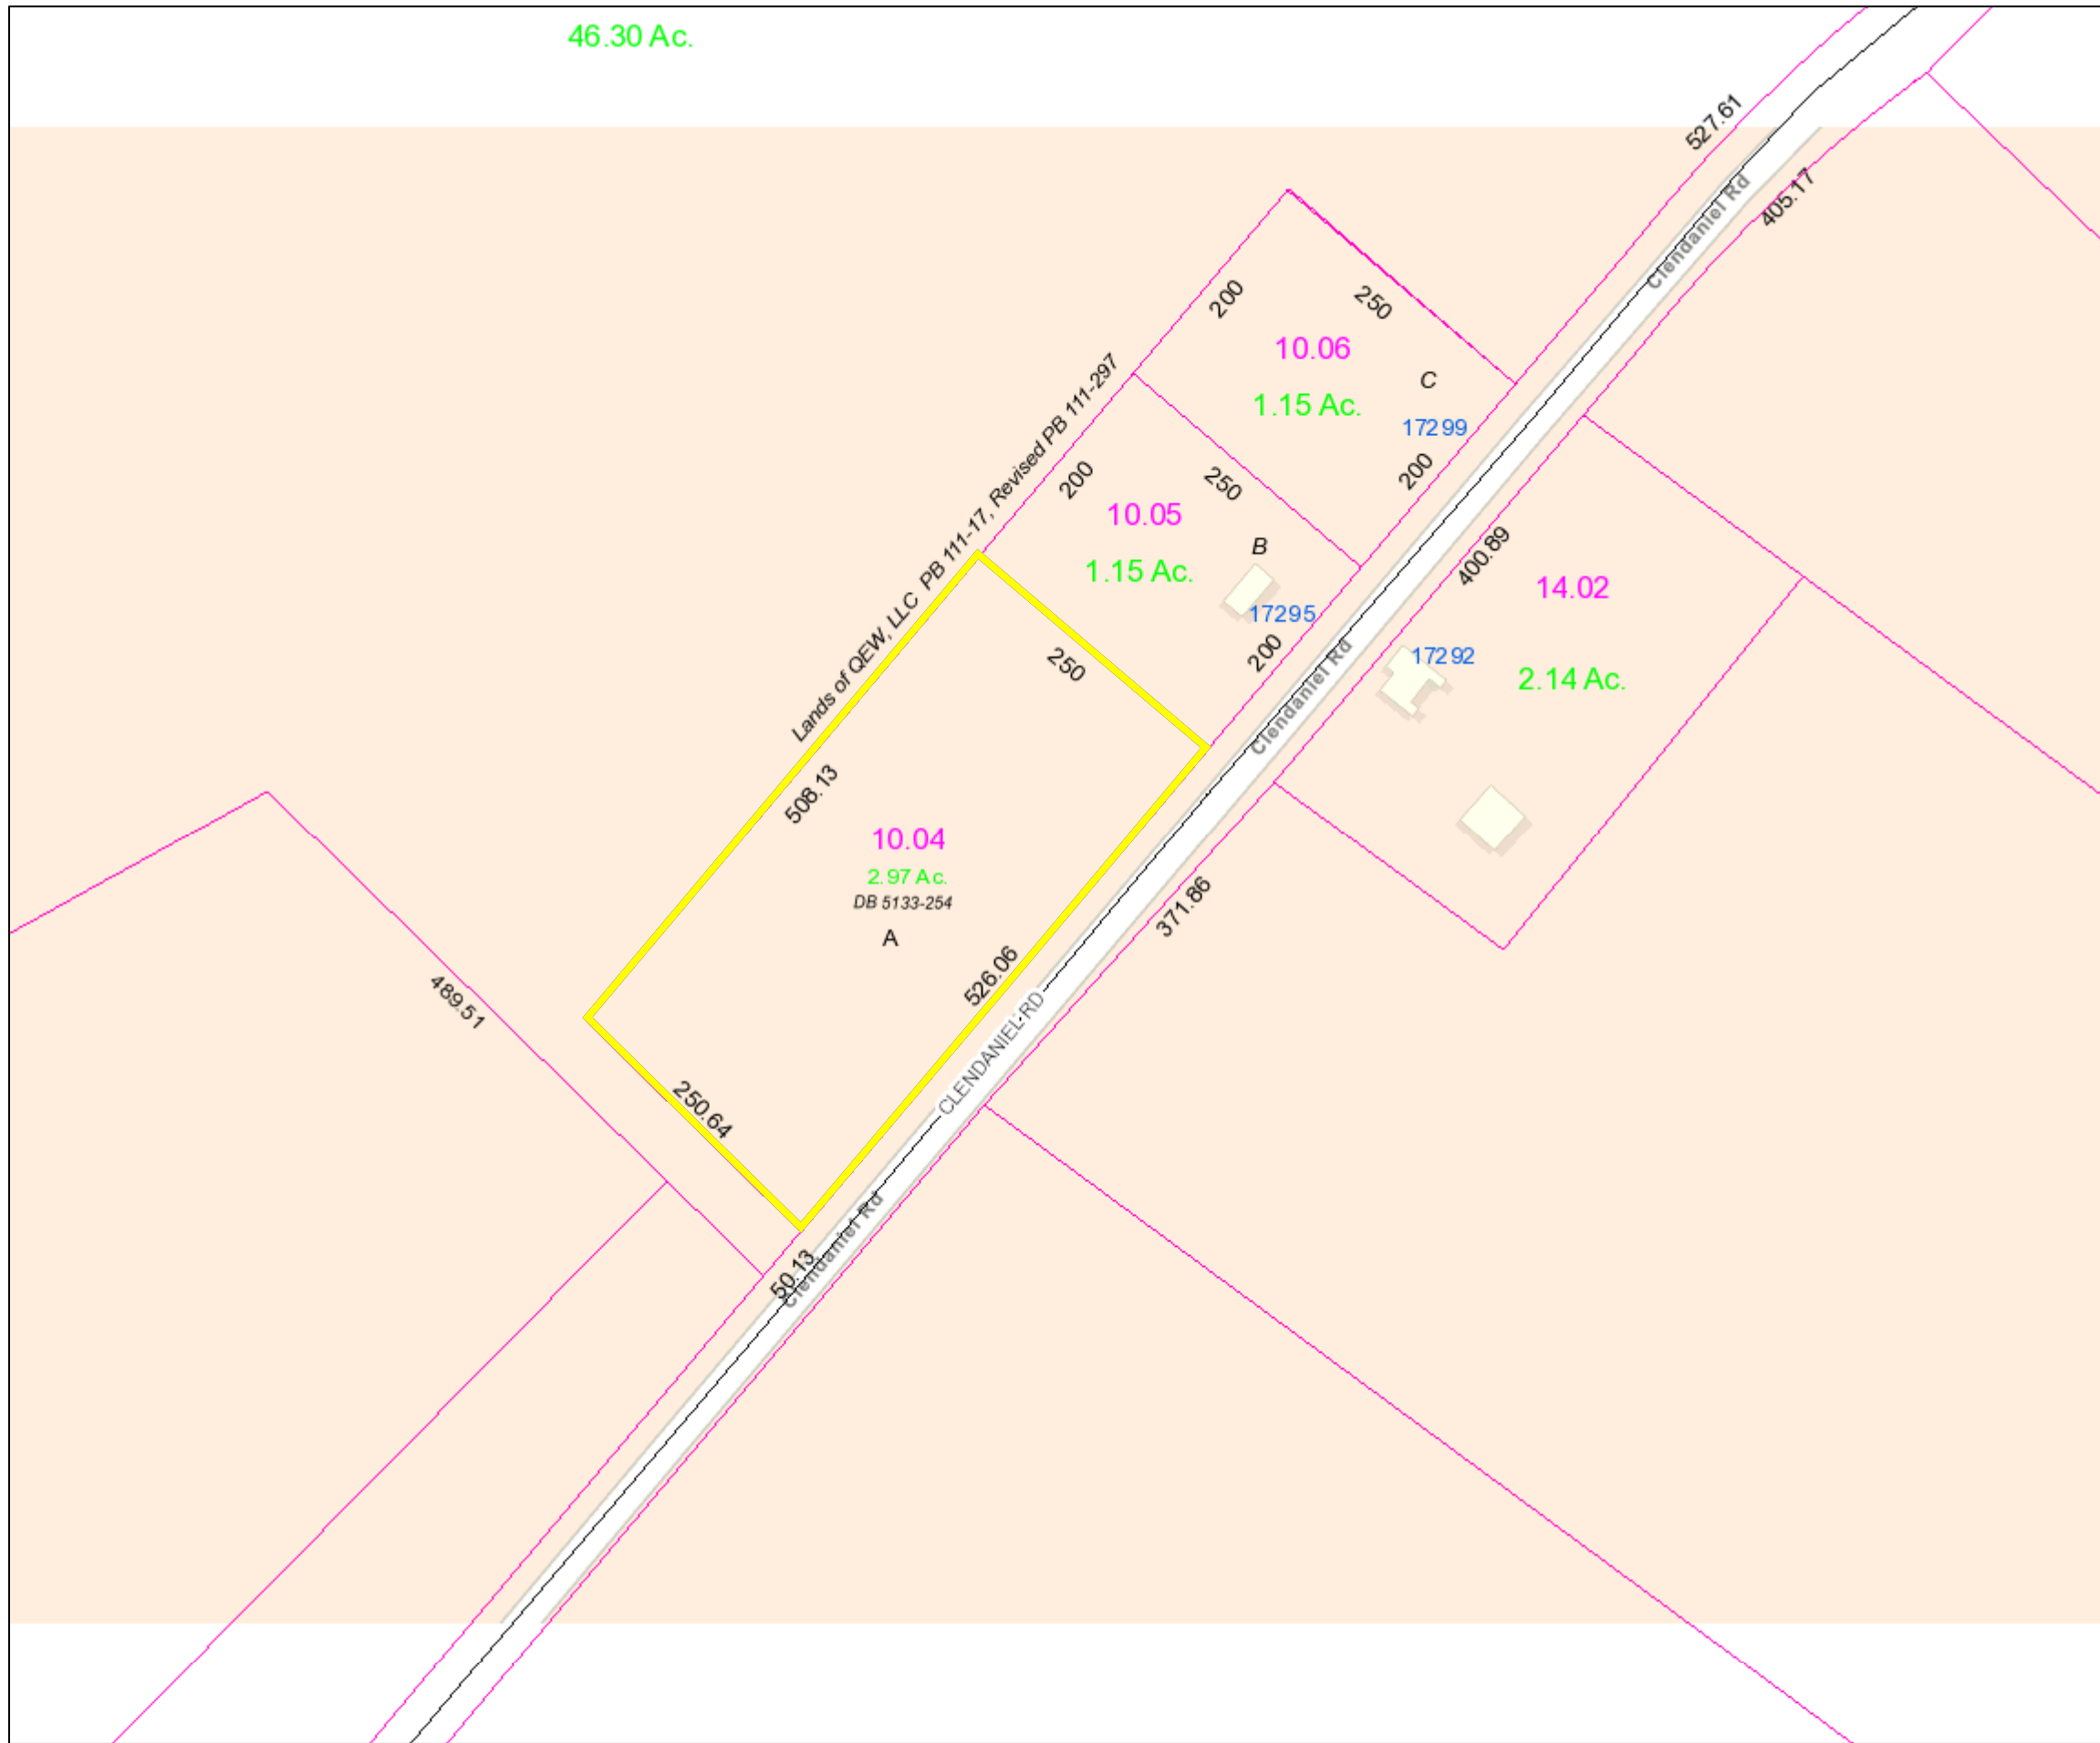 46.30 Ac.
527.61
405.17
Clendaniel Rd
200
250
10.06
C
1.15 Ac.
17299
200
Lands of QEW, LLC PB 111-17, Revised PB 111-297
200
250
10.05
B
1.15 Ac.
17295
200
400.89
14.02
17292
2.14 Ac.
Clendaniel Rd
250
508.13
10.04
2.97 Ac.
DB 5133-254
A
526.06
371.86
489.51
CLENDANIEL RD
250.64
Clendaniel Rd
50.13